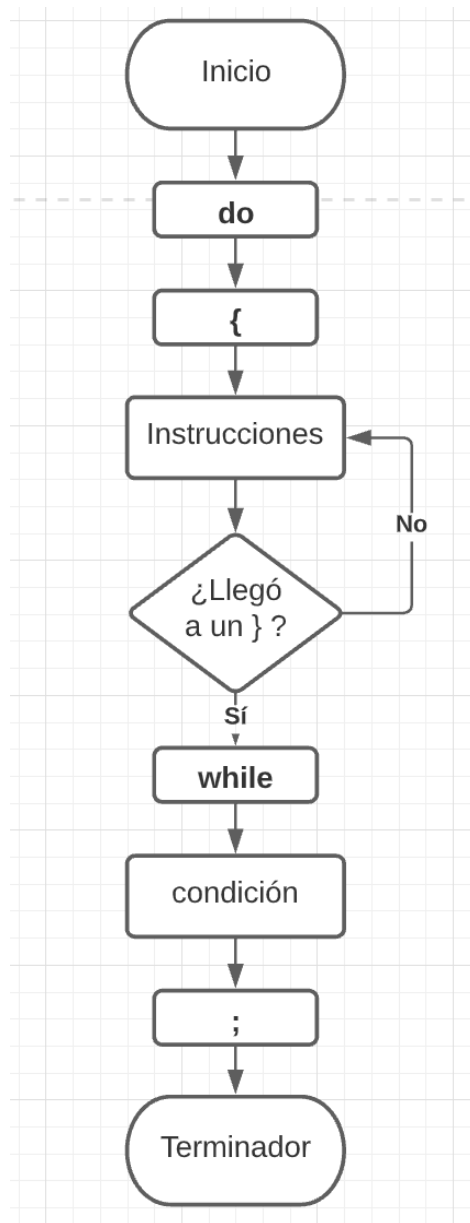 Inicio
do
{
Instrucciones
No
¿Llegó
a un } ?
Sí
while
condición
;
Terminador